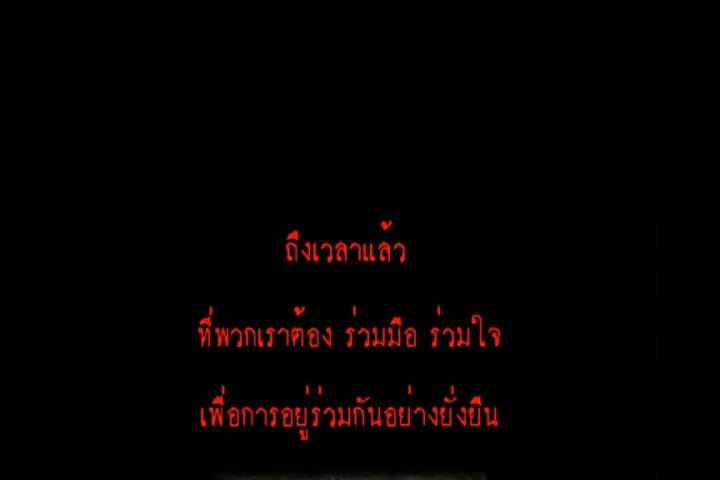 ถึงเวลาแล้ว
ที่พวกเราต้อง ร่วมมือ ร่วมใจ
เพื่อการอยู่ร่วมกันอย่างยั่งยืน